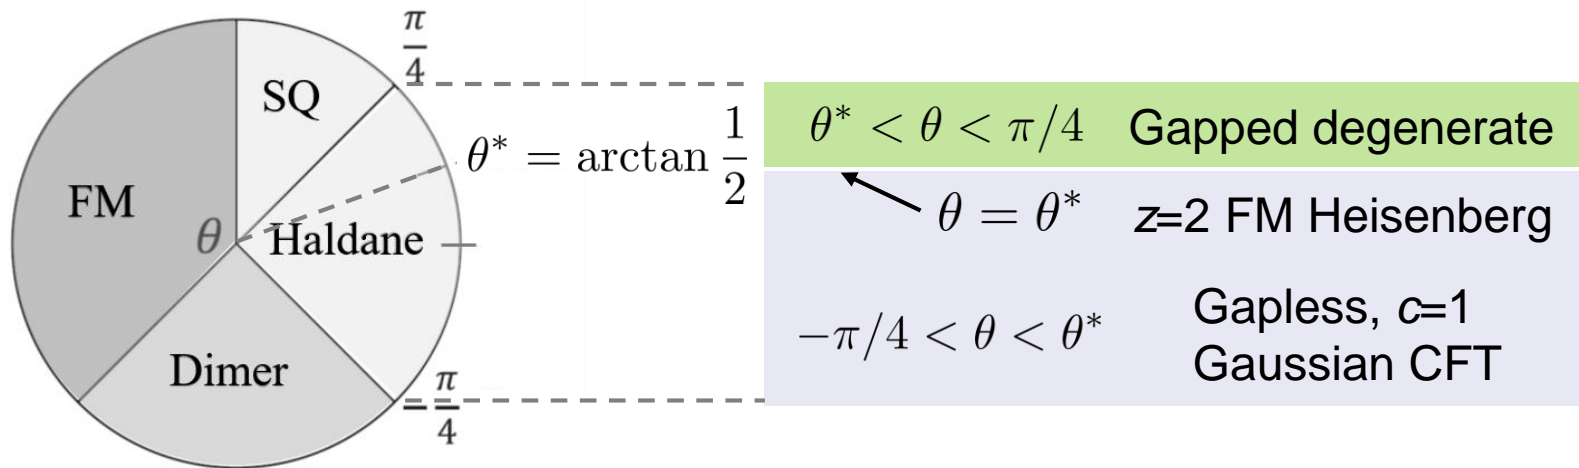 π/4
SQ
θ* = arctan 1/2
FM
θ
Haldane
Dimer
−π/4
θ* < θ < π/4 Gapped degenerate
θ = θ* z=2 FM Heisenberg
−π/4 < θ < θ* Gapless, c=1
Gaussian CFT